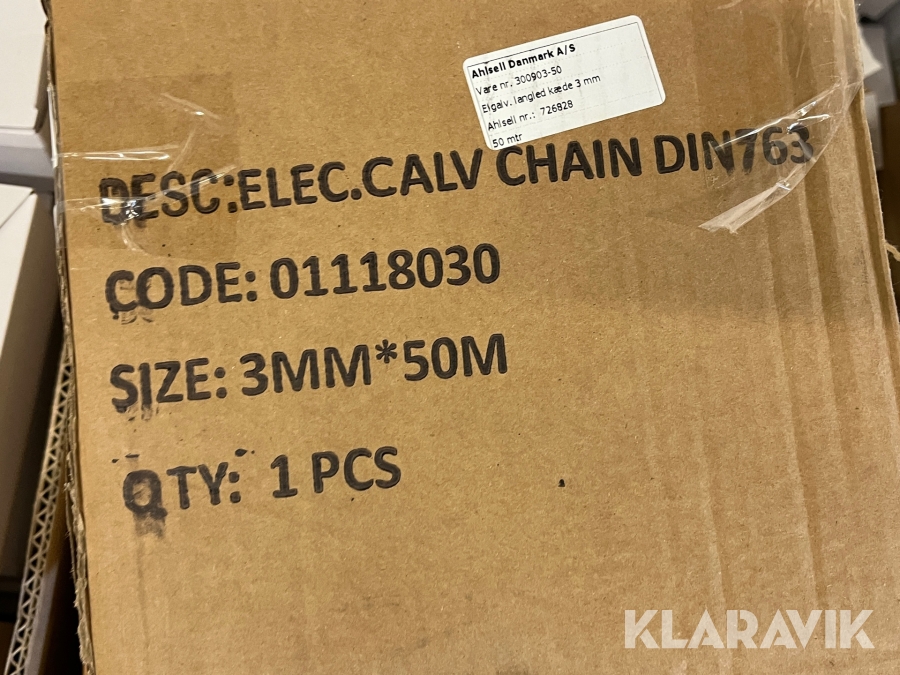 Ahlsell Danmark A/S
Vare nr. 300903-50
Elgalv. langled kæde 3 mm
Ahlsell nr.: 726828
50 mtr
DESC:ELEC.CALV CHAIN DIN763
CODE: 01118030
SIZE: 3MM*50M
QTY: 1 PCS
KLARAVIK